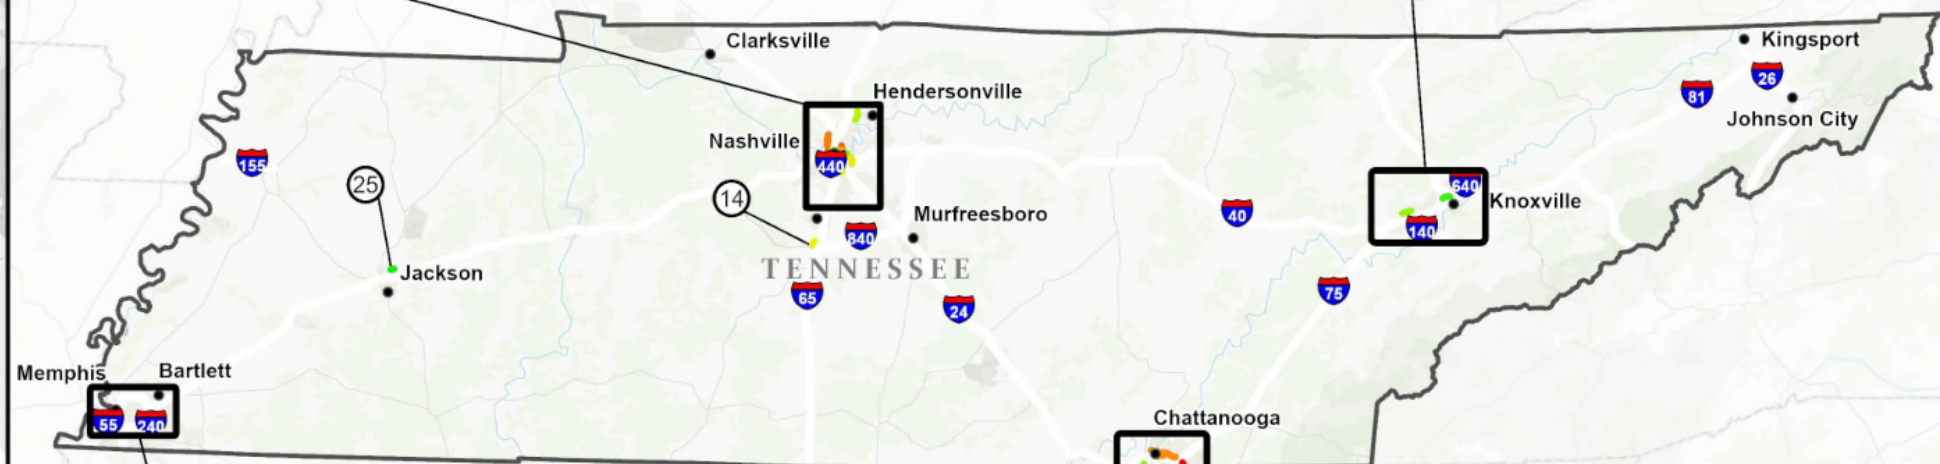 Clarksville
Kingsport
26
81
Hendersonville
Johnson City
Nashville
155
440
25
14
640
Knoxville
40
Murfreesboro
140
840
TENNESSEE
Jackson
65
75
24
Memphis
Bartlett
55
240
Chattanooga